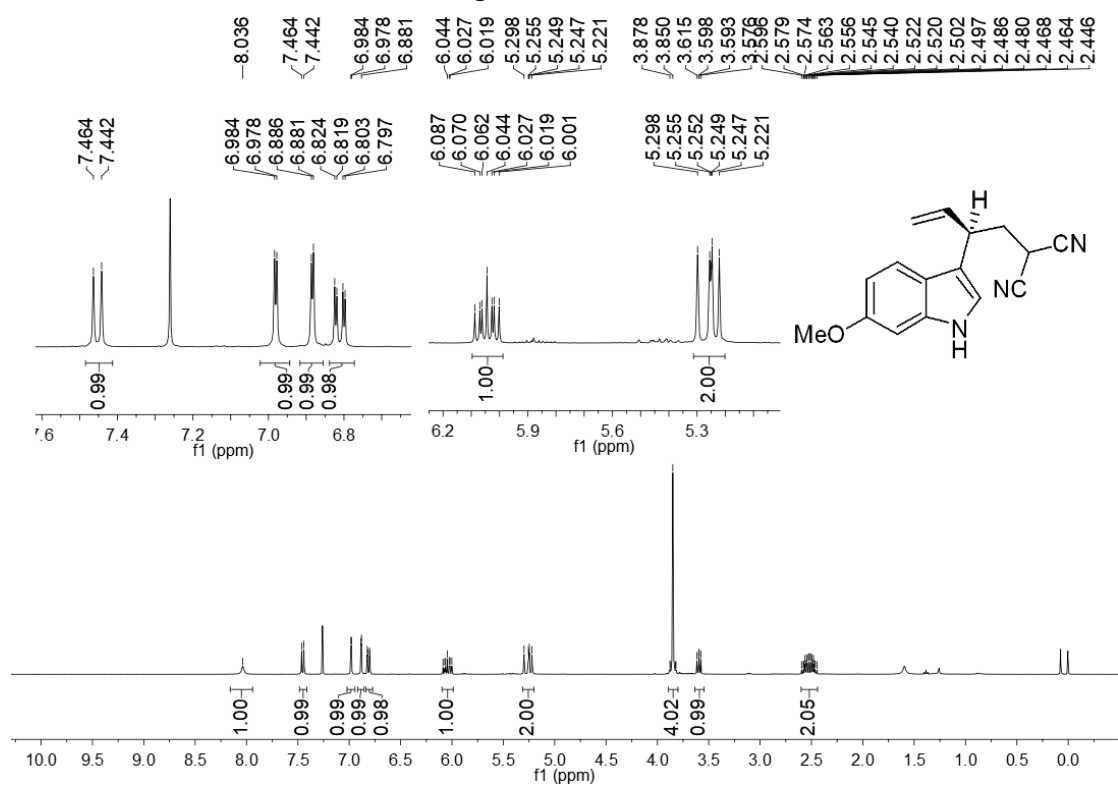 8.036 7.464 7.442 6.984 6.978 6.881 6.044 6.027 6.019 5.298 5.255 5.249 5.247 5.221 3.878 3.850 3.615 3.598 3.593 3.576 2.596 2.579 2.574 2.563 2.556 2.545 2.540 2.522 2.520 2.502 2.497 2.486 2.480 2.468 2.464 2.446
7.464 7.442 6.984 6.978 6.886 6.881 6.824 6.819 6.803 6.797 6.087 6.070 6.062 6.044 6.027 6.019 6.001 5.298 5.255 5.252 5.249 5.247 5.221
H
CN
NC
MeO
N
H
0.99 0.99 0.99 0.98 1.00 2.00
7.6 7.4 7.2 7.0 6.8 6.2 5.9 5.6 5.3
f1 (ppm) f1 (ppm)
1.00 0.99 0.99 0.99 0.98 1.00 2.00 4.02 0.99 2.05
10.0 9.5 9.0 8.5 8.0 7.5 7.0 6.5 6.0 5.5 5.0 4.5 4.0 3.5 3.0 2.5 2.0 1.5 1.0 0.5 0.0
f1 (ppm)